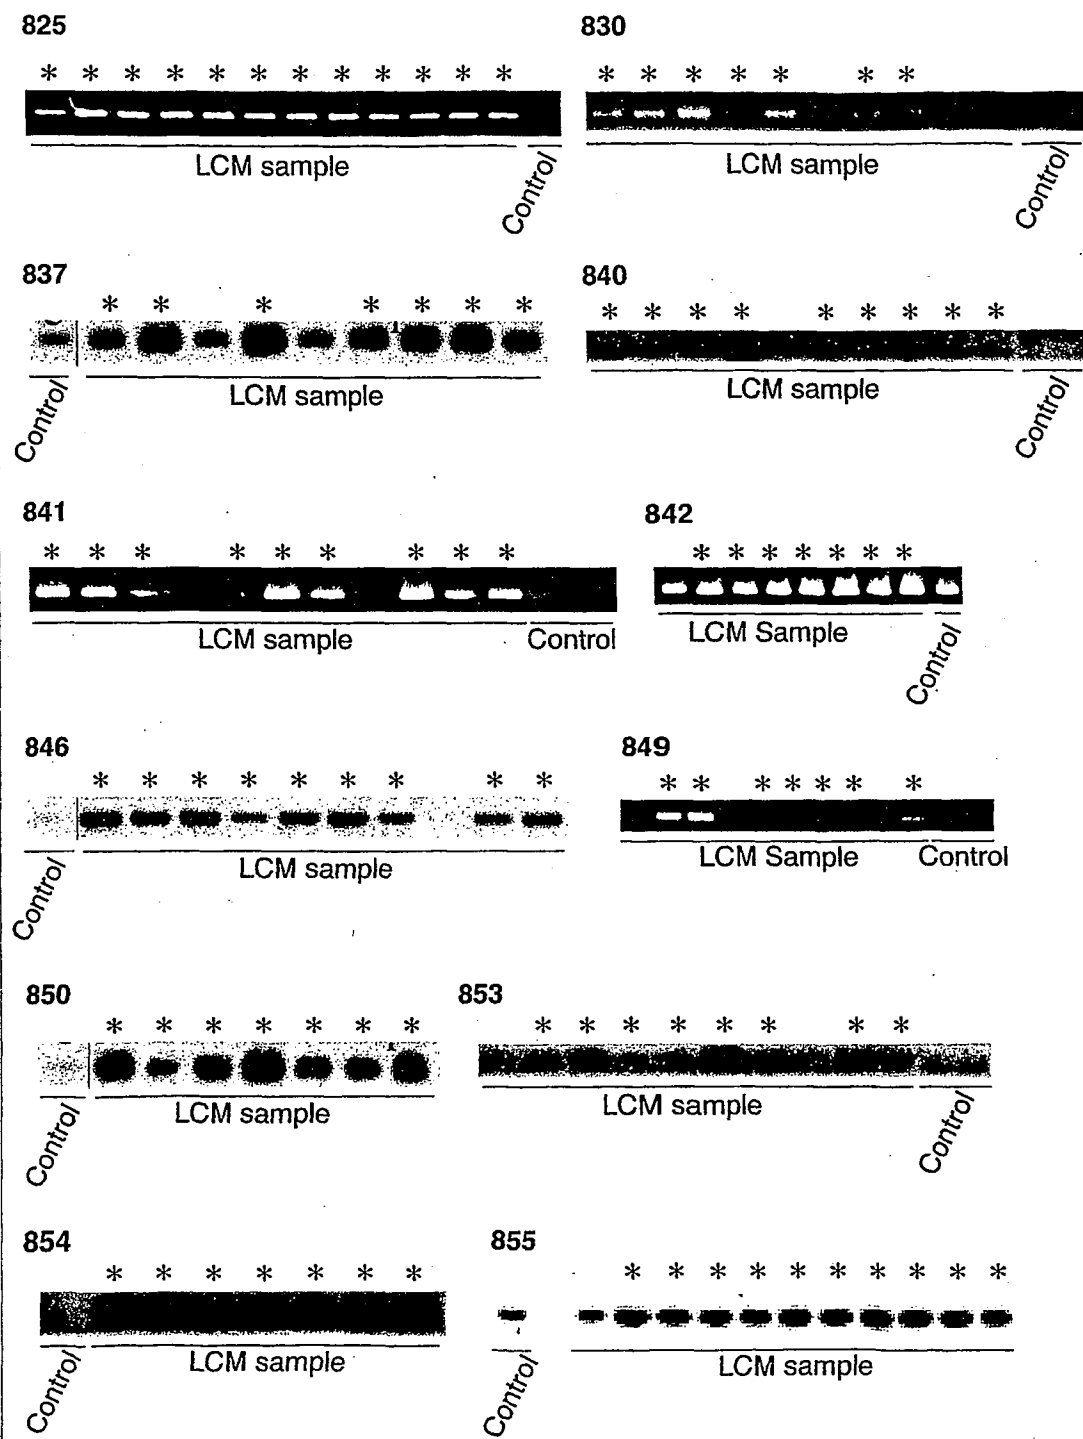 825 830
* * * * * * * * * * * * * * * * * * *
LCM sample Control LCM sample Control
837 840
* * * * * * * * * * * * * * * *
Control LCM sample LCM sample Control
841 842
* * * * * * * * * * * * * * * *
LCM sample Control LCM Sample Control
846 849
* * * * * * * * * * * * * * * *
Control LCM sample LCM Sample Control
850 853
* * * * * * * * * * * * * * *
Control LCM sample LCM sample Control
854 855
* * * * * * * * * * * * * * * * *
Control LCM sample Control LCM sample